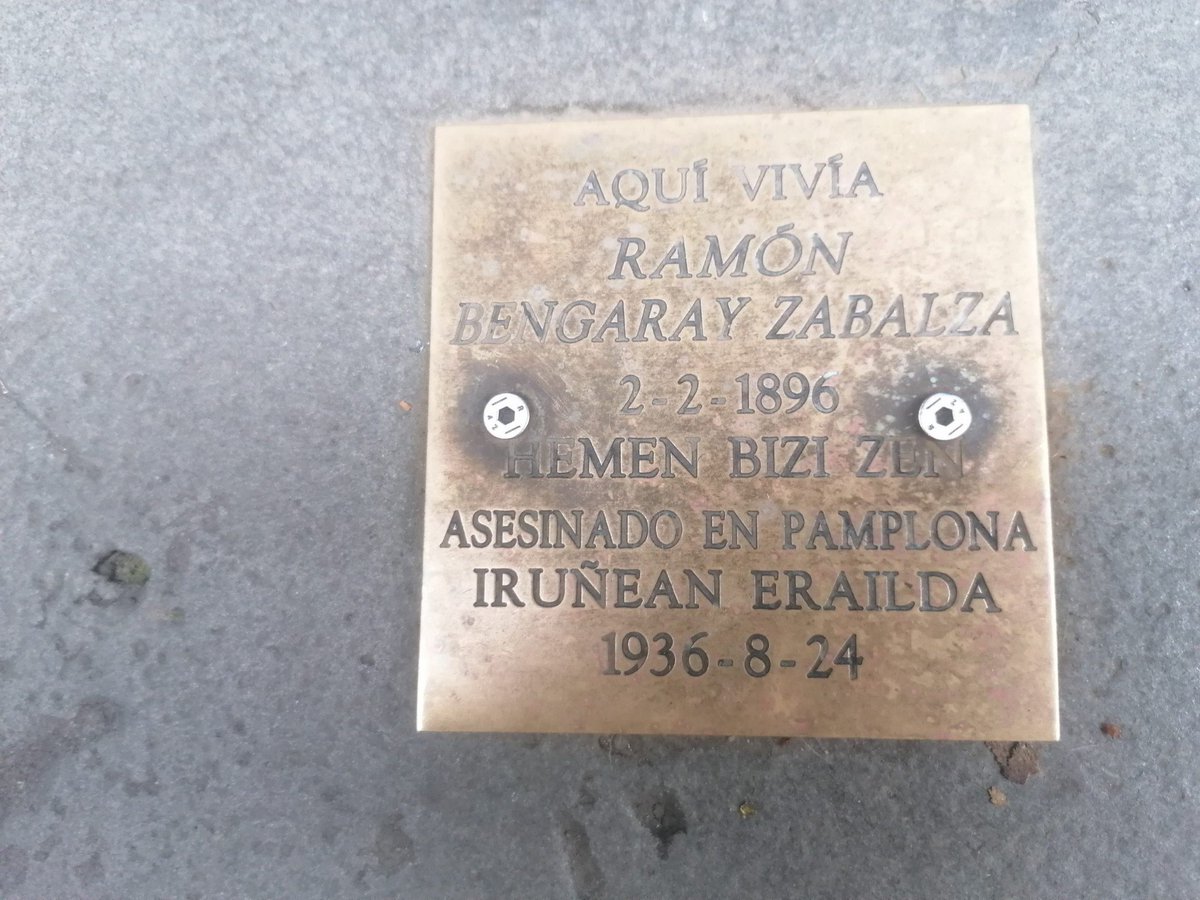 AQUÍ VIVÍA
RAMÓN
BENGARAY ZABALZA
2-2-1896
HEMEN BIZI ZEN
ASESINADO EN PAMPLONA
IRUÑEAN ERAILDA
1936-8-24